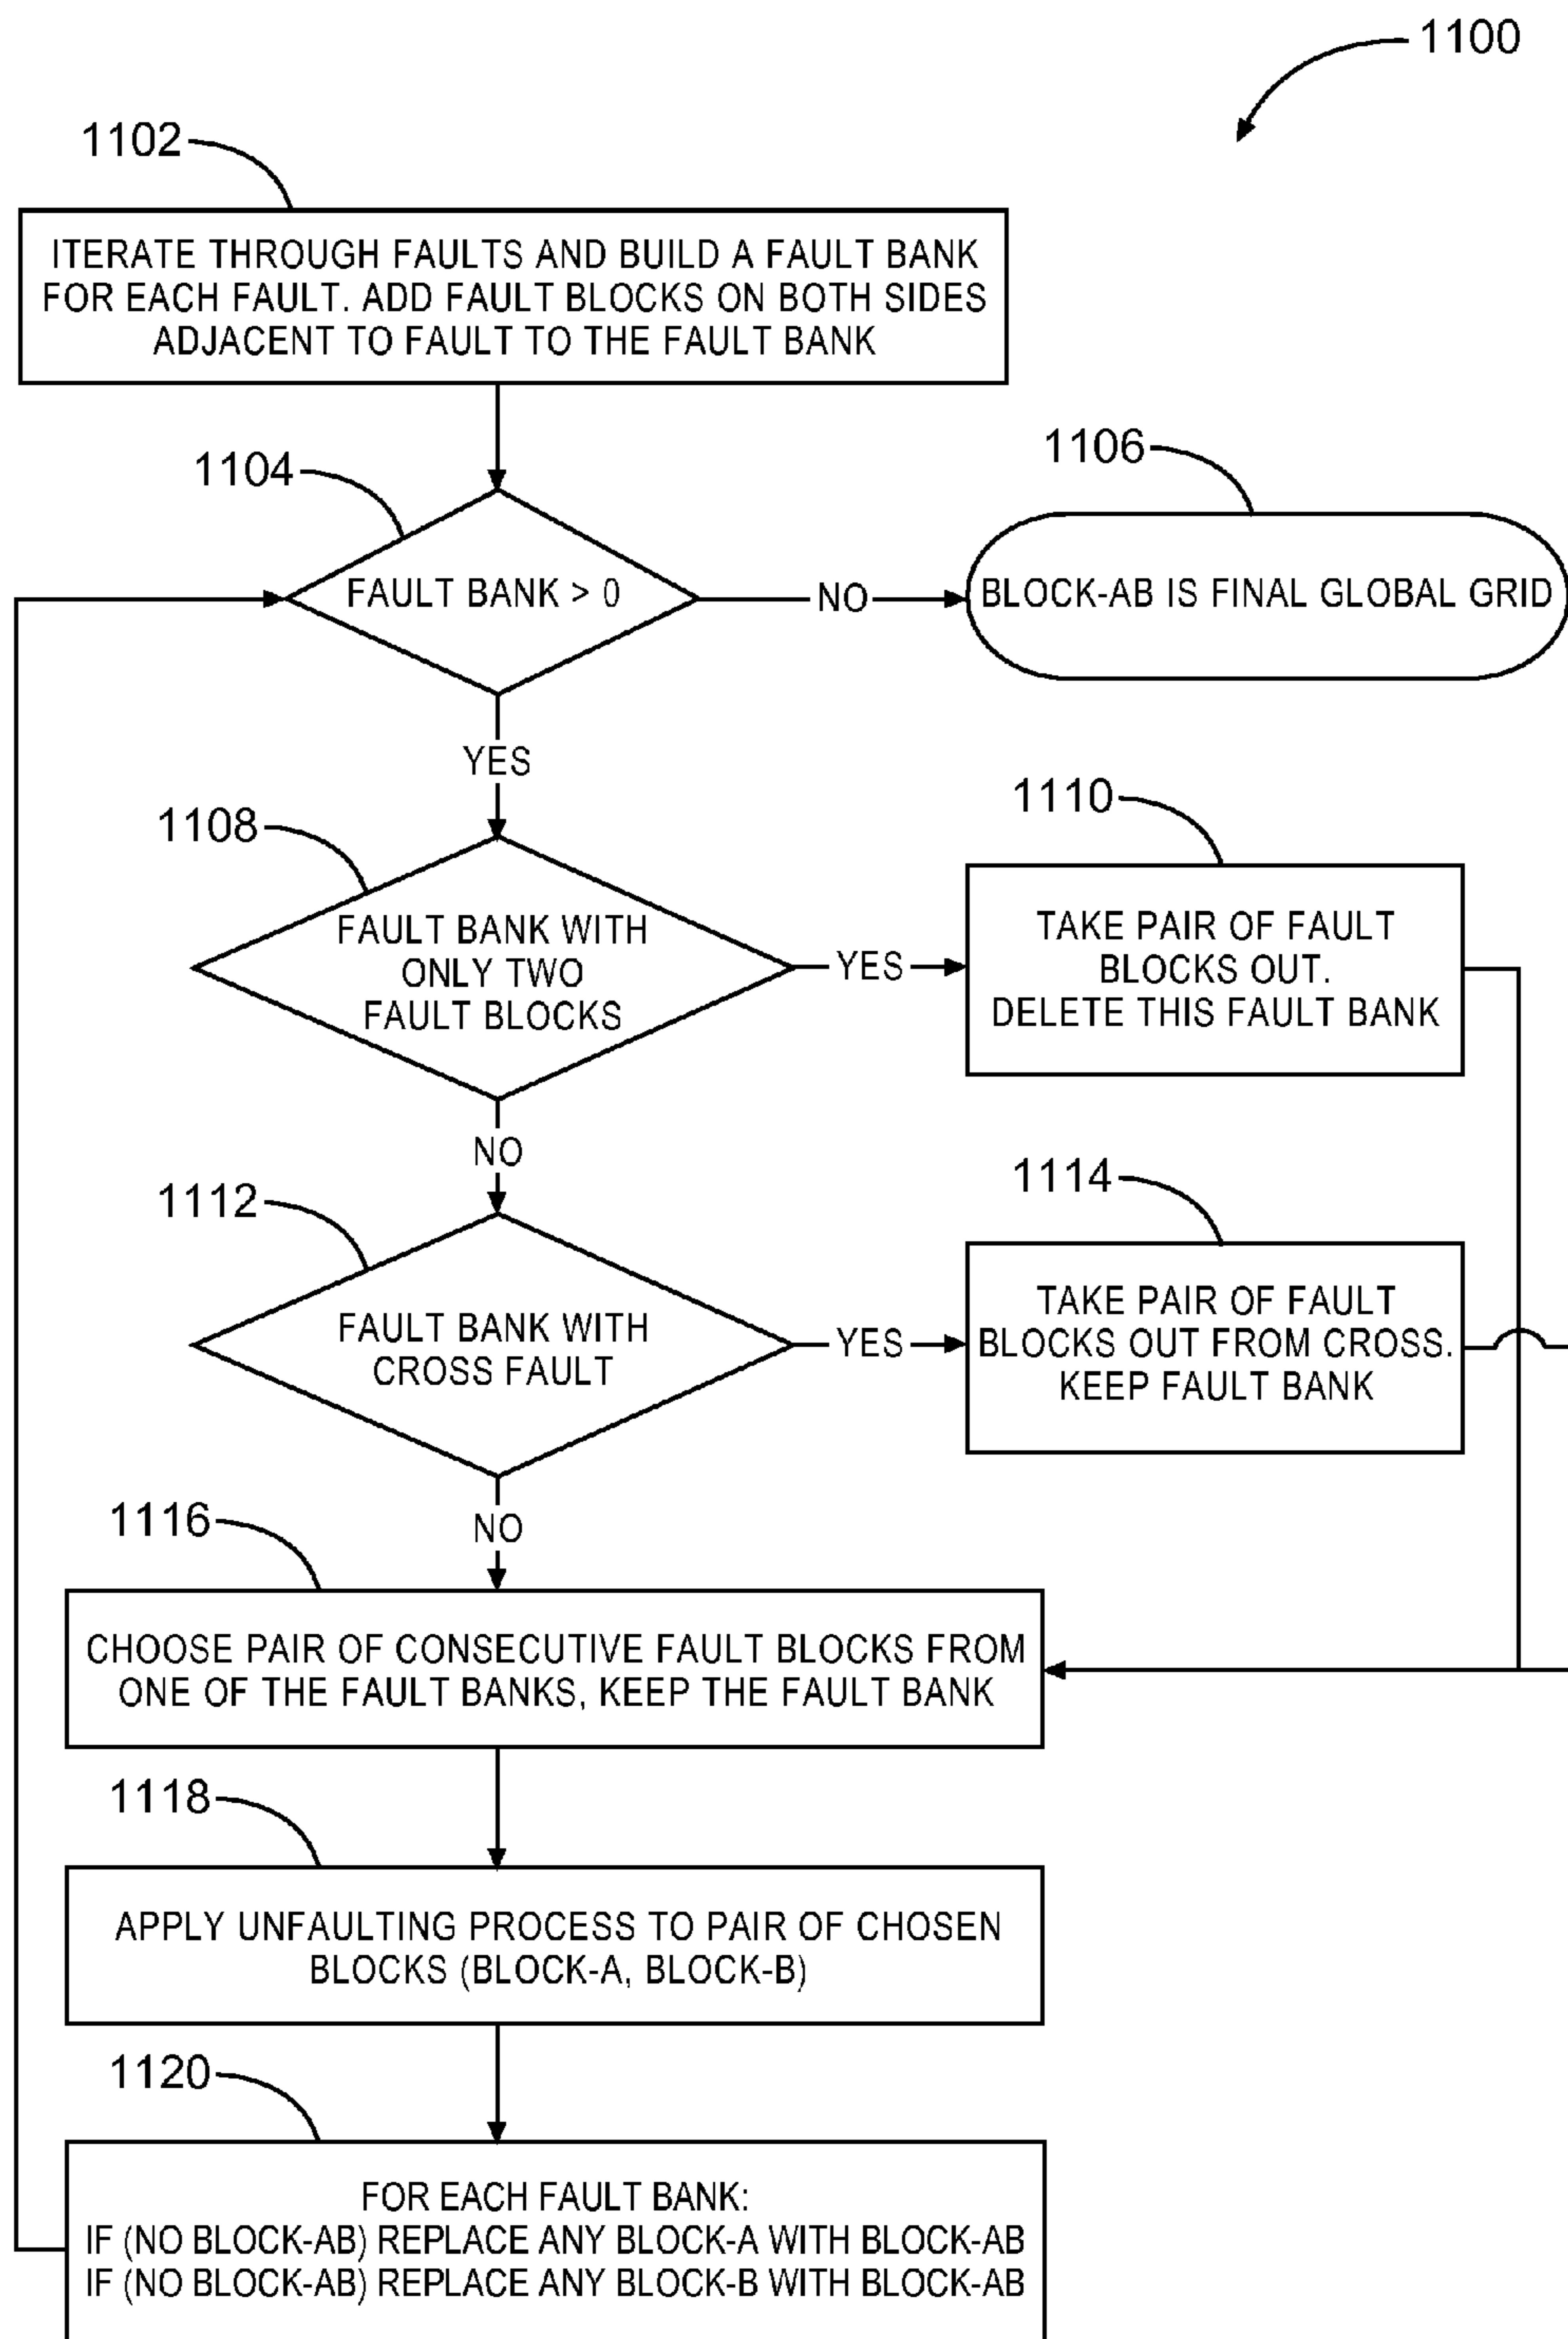 1100
1102
ITERATE THROUGH FAULTS AND BUILD A FAULT BANK
FOR EACH FAULT. ADD FAULT BLOCKS ON BOTH SIDES
ADJACENT TO FAULT TO THE FAULT BANK
1104
FAULT BANK > 0
NO
1106
BLOCK-AB IS FINAL GLOBAL GRID
YES
1108
FAULT BANK WITH
ONLY TWO
FAULT BLOCKS
YES
1110
TAKE PAIR OF FAULT
BLOCKS OUT.
DELETE THIS FAULT BANK
NO
1112
FAULT BANK WITH
CROSS FAULT
YES
1114
TAKE PAIR OF FAULT
BLOCKS OUT FROM CROSS.
KEEP FAULT BANK
NO
1116
CHOOSE PAIR OF CONSECUTIVE FAULT BLOCKS FROM
ONE OF THE FAULT BANKS, KEEP THE FAULT BANK
1118
APPLY UNFAULTING PROCESS TO PAIR OF CHOSEN
BLOCKS (BLOCK-A, BLOCK-B)
1120
FOR EACH FAULT BANK:
IF (NO BLOCK-AB) REPLACE ANY BLOCK-A WITH BLOCK-AB
IF (NO BLOCK-AB) REPLACE ANY BLOCK-B WITH BLOCK-AB